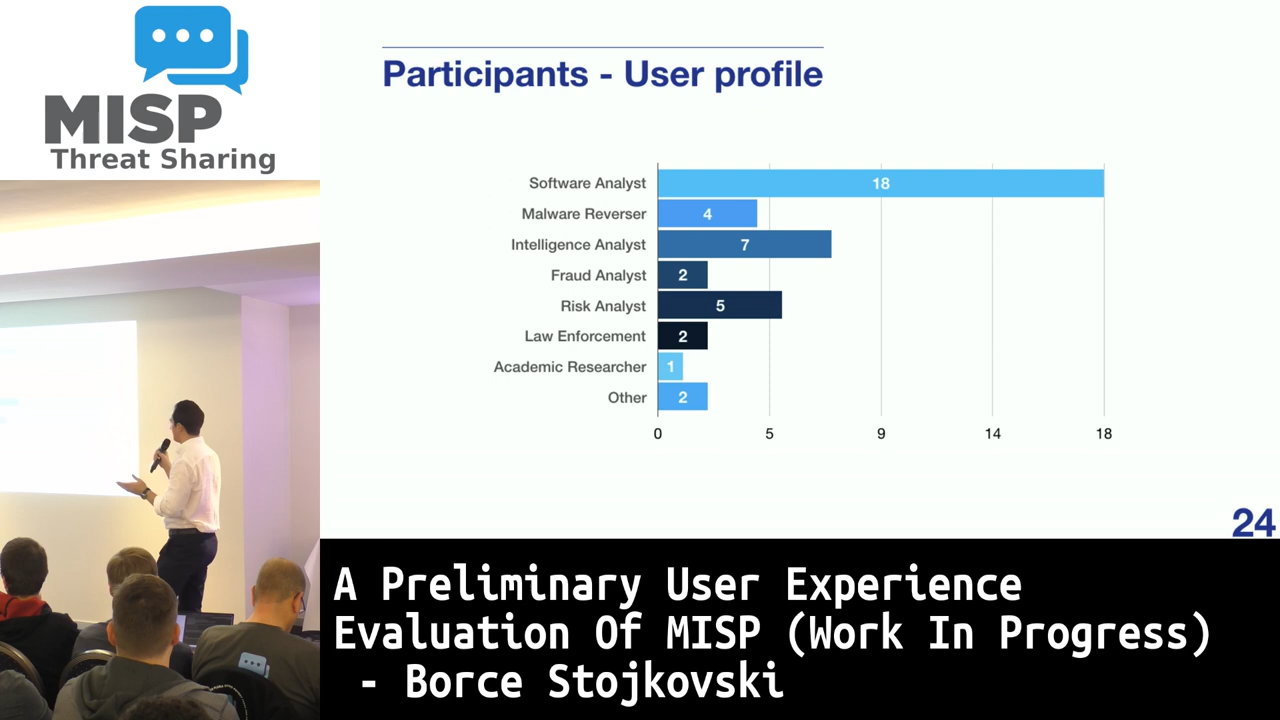 MISP
Threat Sharing
Participants - User profile
Software Analyst 18
Malware Reverser 4
Intelligence Analyst 7
Fraud Analyst 2
Risk Analyst 5
Law Enforcement 2
Academic Researcher 1
Other 2
0 5 9 14 18
24
A Preliminary User Experience
Evaluation Of MISP (Work In Progress)
- Borce Stojkovski